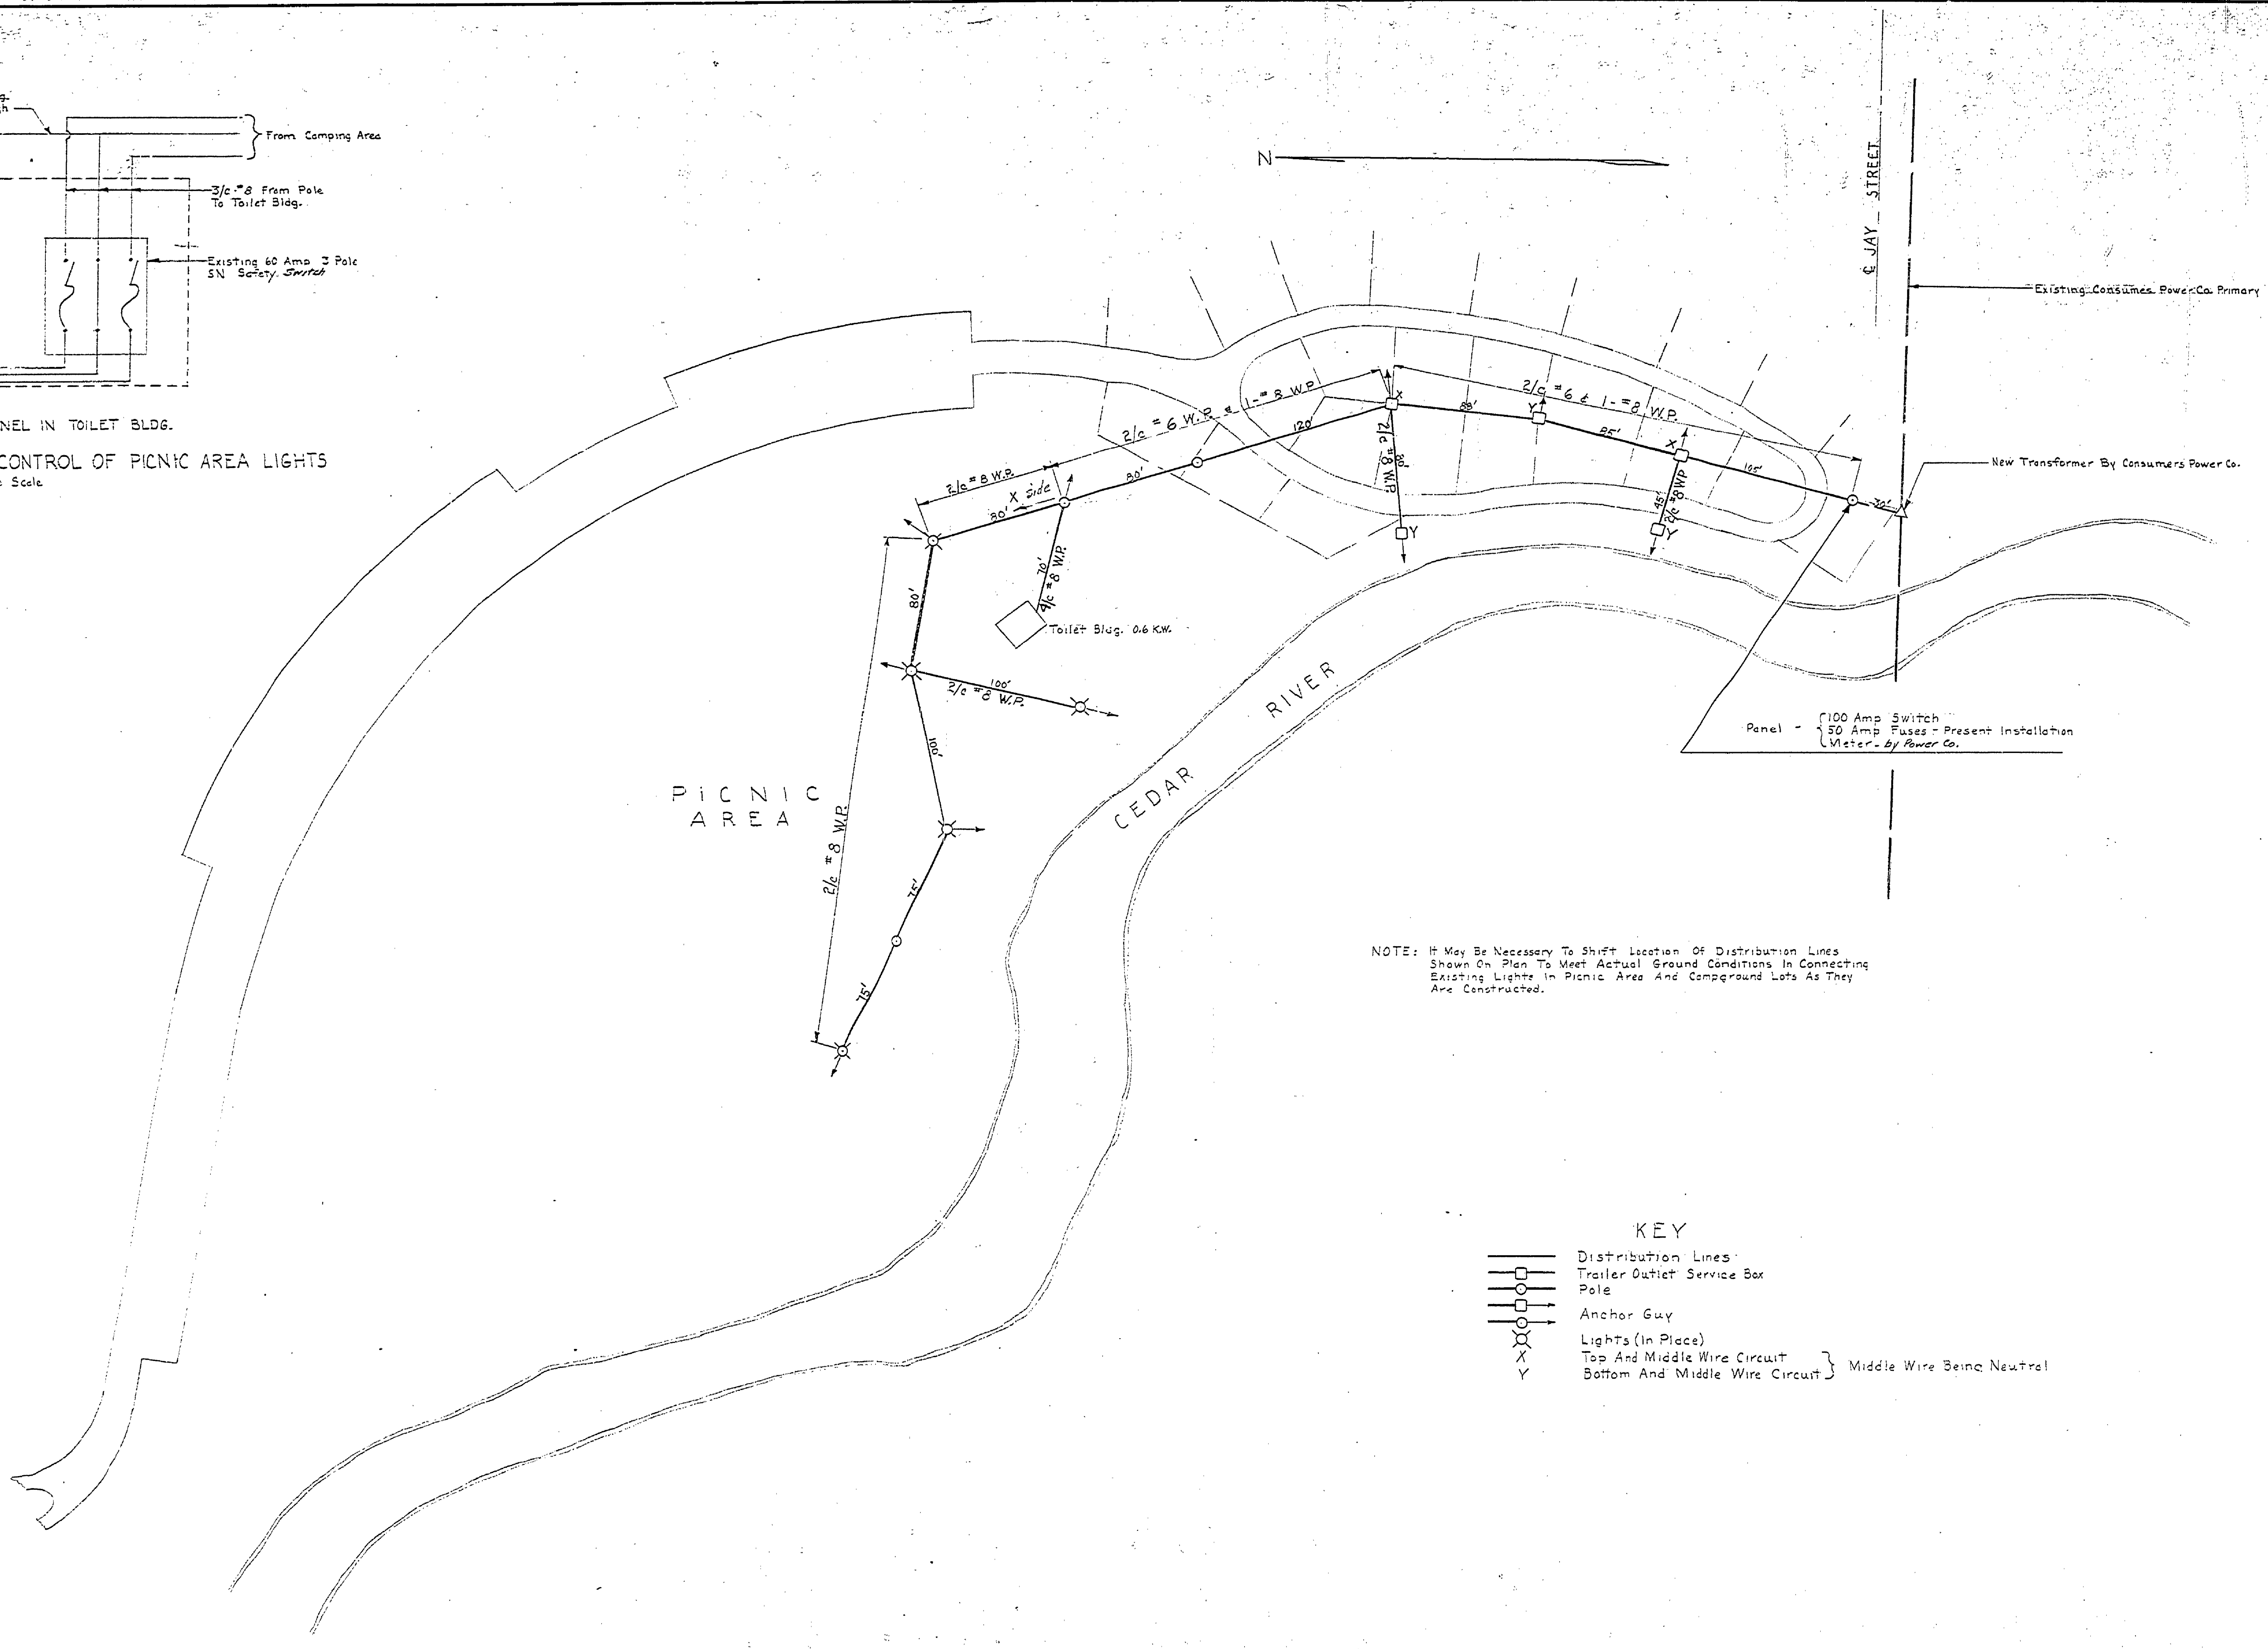 From Camping Area
3/c-#8 From Pole
To Toilet Bldg.
Existing 60 Amp 3 Pole
SN Safety Switch
NEL IN TOILET BLDG.
CONTROL OF PICNIC AREA LIGHTS
Scale
N
℄ JAY STREET
Existing Consumes Power Co. Primary
New Transformer By Consumers Power Co.
2/c #6 & 1-#8 W.P.
2/c #6 W.P. & 1-#8 W.P.
X
88'
Y
95'
X
105'
30'
120'
2/c #8 W.P.
80'
Y
45'
2/c #8 W.P.
Y
80'
2/c #8 W.P.
X Side
80'
70'
4/c #8 W.P.
Toilet Bldg. 0.6 K.W.
80'
100'
2/c #8 W.P.
100'
2/c #8 W.P.
75'
75'
PICNIC
AREA
CEDAR RIVER
Panel - 100 Amp Switch
50 Amp Fuses - Present Installation
Meter - by Power Co.
NOTE: It May Be Necessary To Shift Location Of Distribution Lines
Shown On Plan To Meet Actual Ground Conditions In Connecting
Existing Lights In Picnic Area And Campground Lots As They
Are Constructed.
KEY
Distribution Lines
Trailer Outlet Service Box
Pole
Anchor Guy
Lights (In Place)
X Top And Middle Wire Circuit
Y Bottom And Middle Wire Circuit } Middle Wire Being Neutral